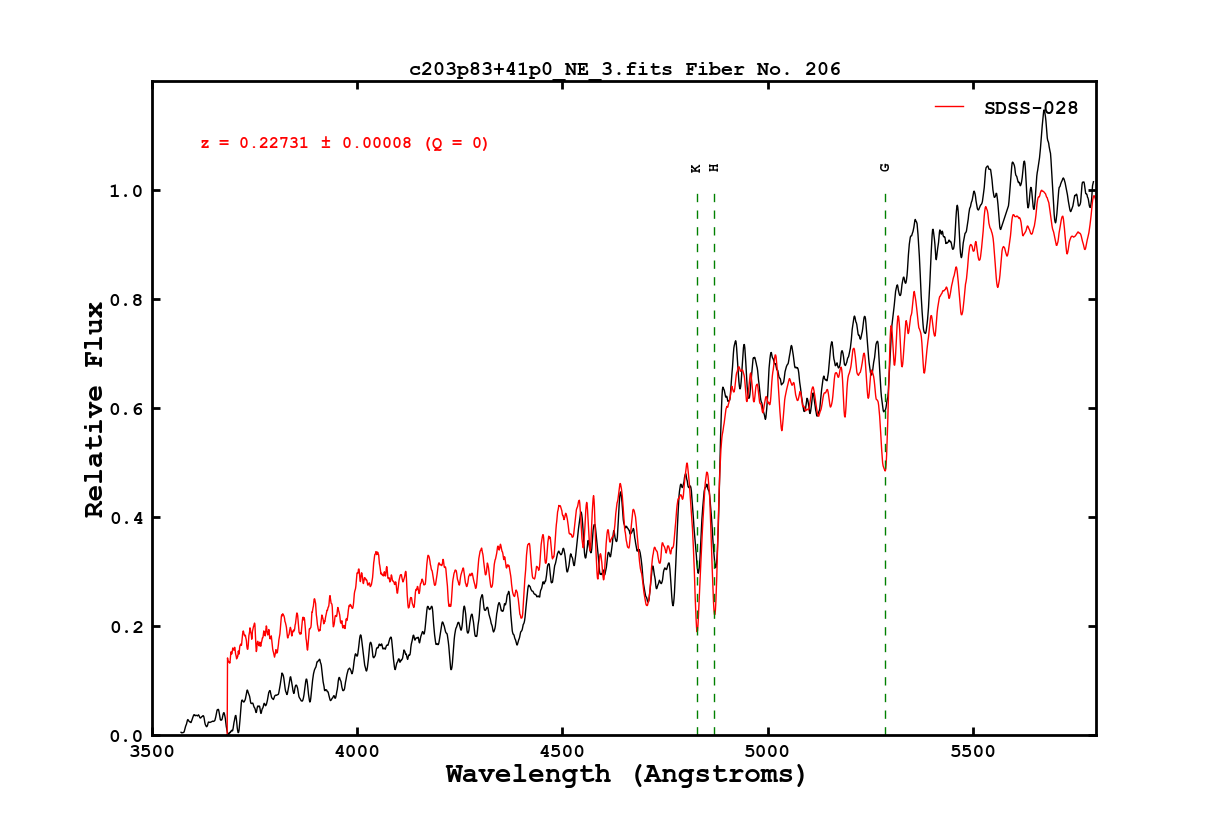 c203p83+41p0_NE_3.fits Fiber No. 206
SDSS-028
z = 0.22731 ± 0.00008 (Q = 0)
K H G
1.0
0.8
0.6
0.4
0.2
0.0
Relative Flux
3500 4000 4500 5000 5500
Wavelength (Angstroms)